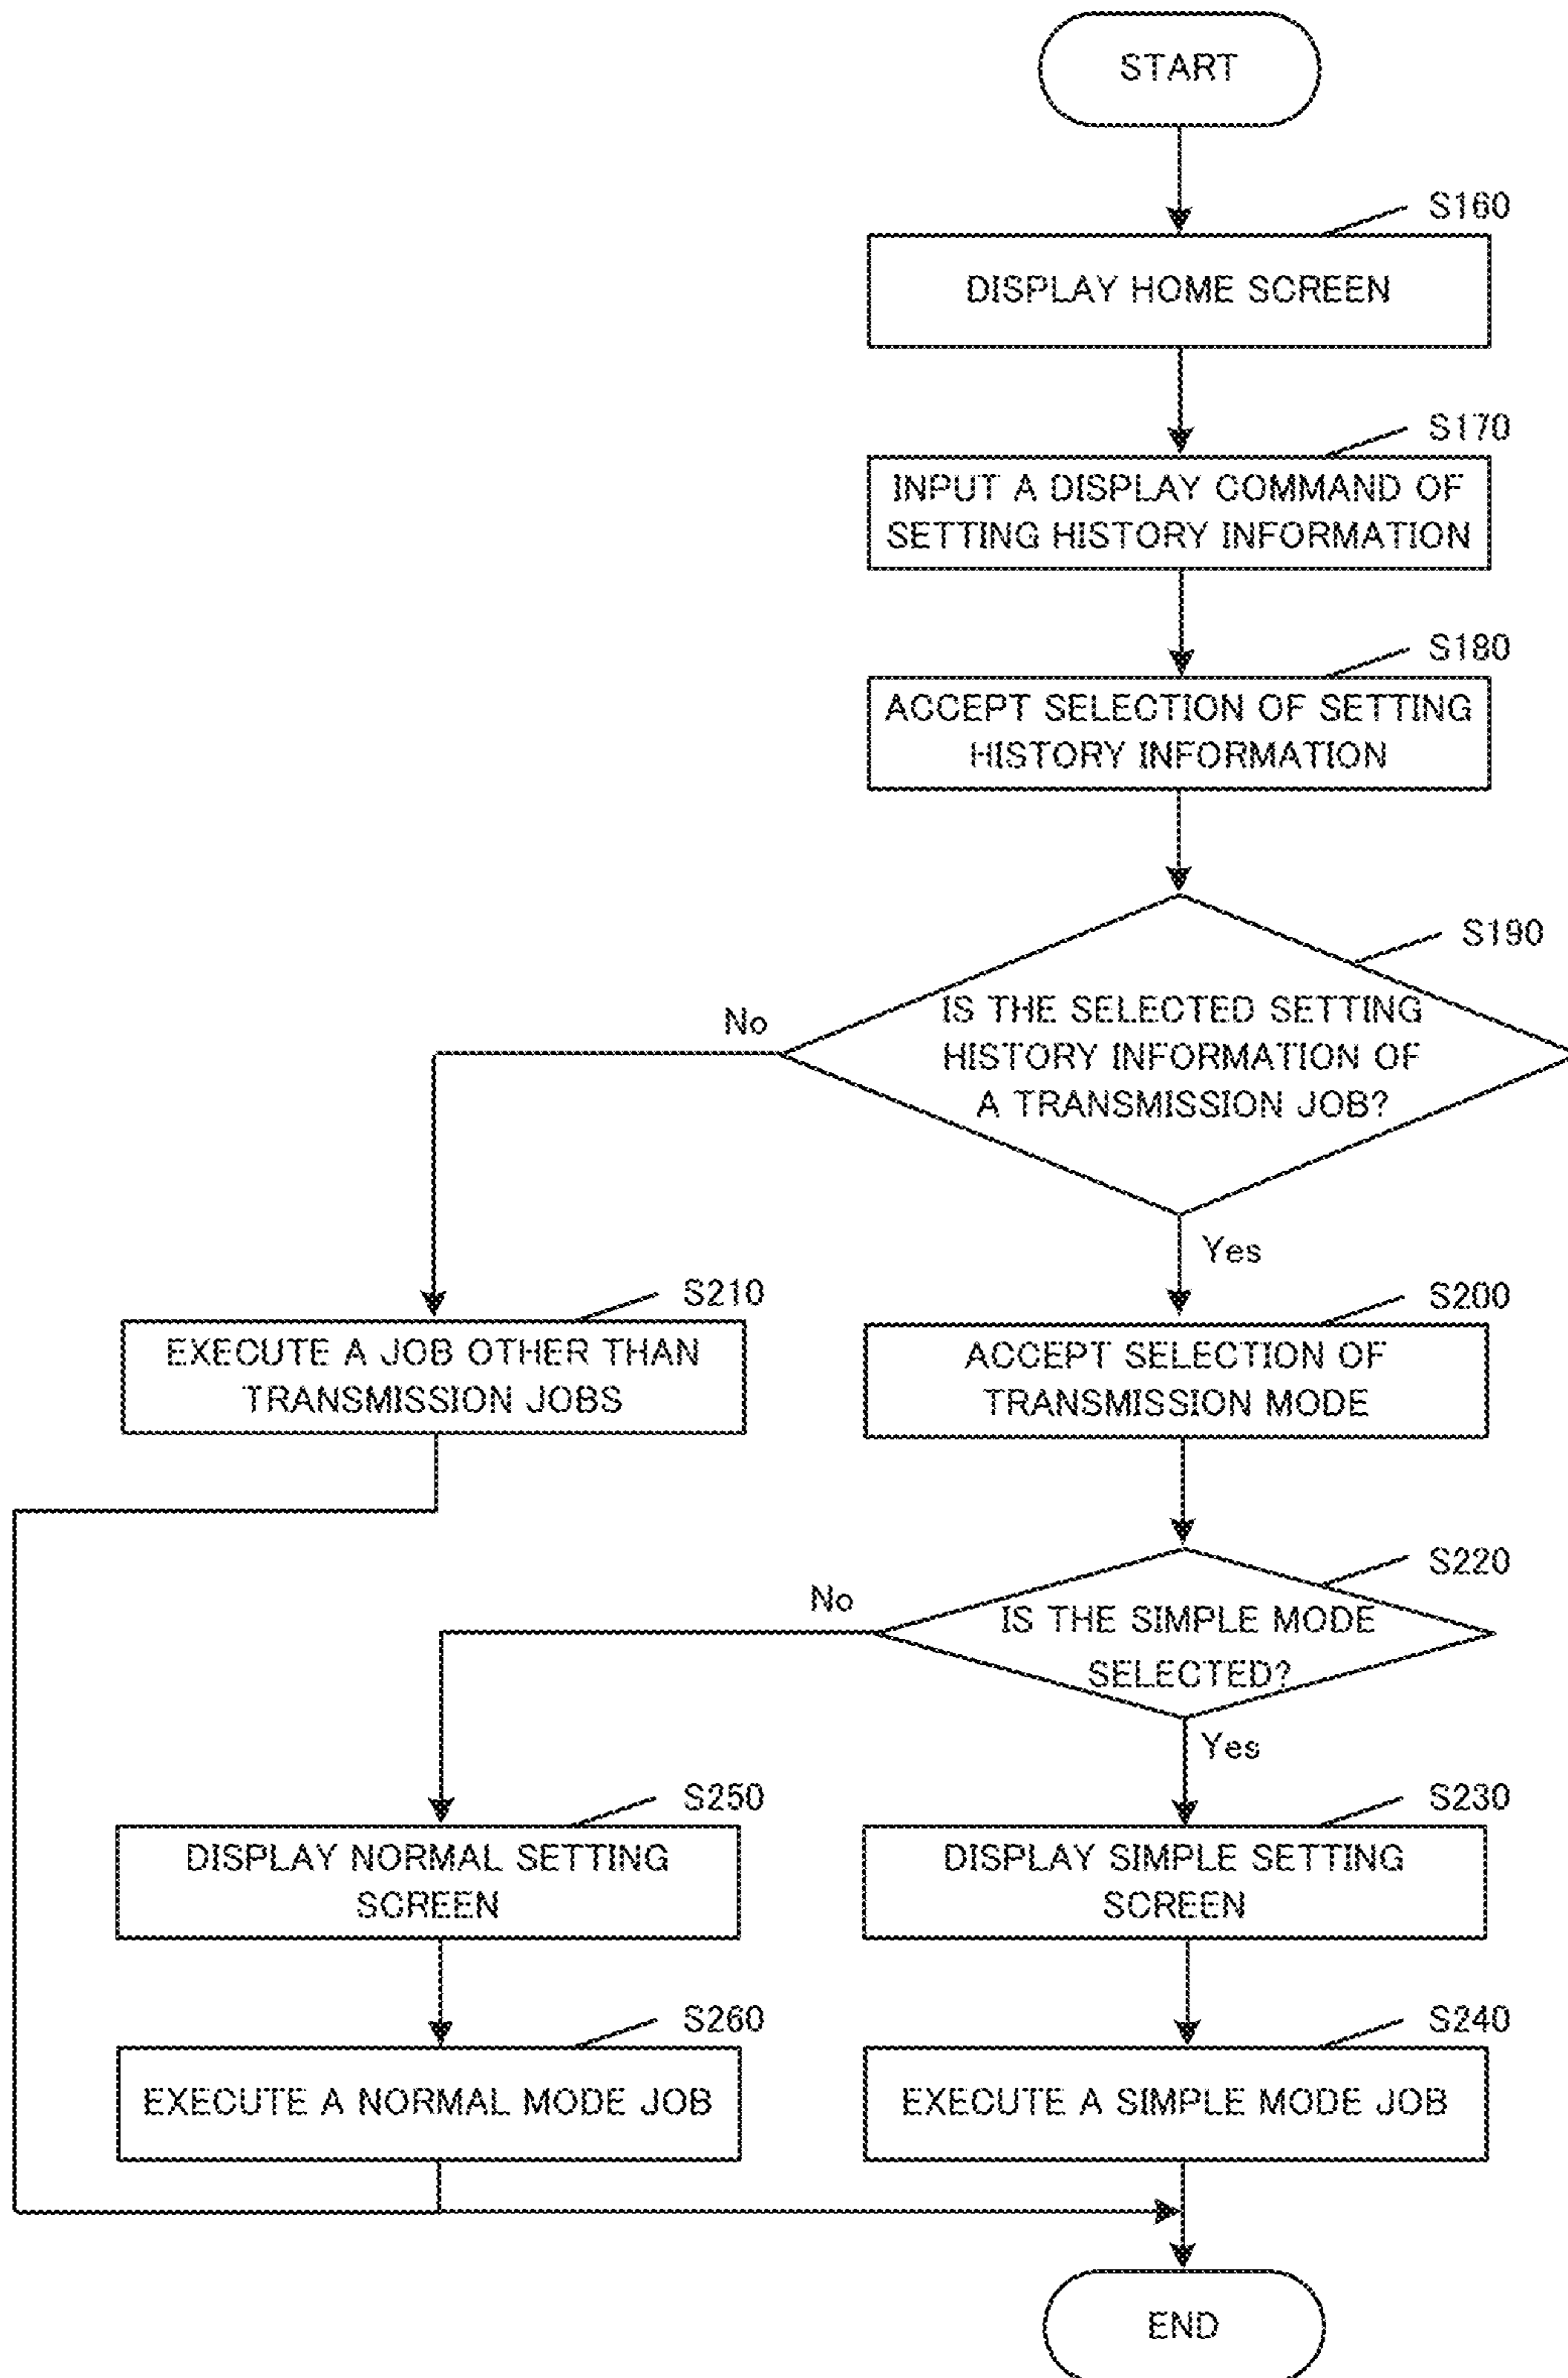 START
S160
DISPLAY HOME SCREEN
S170
INPUT A DISPLAY COMMAND OF
SETTING HISTORY INFORMATION
S180
ACCEPT SELECTION OF SETTING
HISTORY INFORMATION
S190
IS THE SELECTED SETTING
HISTORY INFORMATION OF
A TRANSMISSION JOB?
No
Yes
S210
EXECUTE A JOB OTHER THAN
TRANSMISSION JOBS
S200
ACCEPT SELECTION OF
TRANSMISSION MODE
S220
IS THE SIMPLE MODE
SELECTED?
No
Yes
S250
DISPLAY NORMAL SETTING
SCREEN
S230
DISPLAY SIMPLE SETTING
SCREEN
S260
EXECUTE A NORMAL MODE JOB
S240
EXECUTE A SIMPLE MODE JOB
END